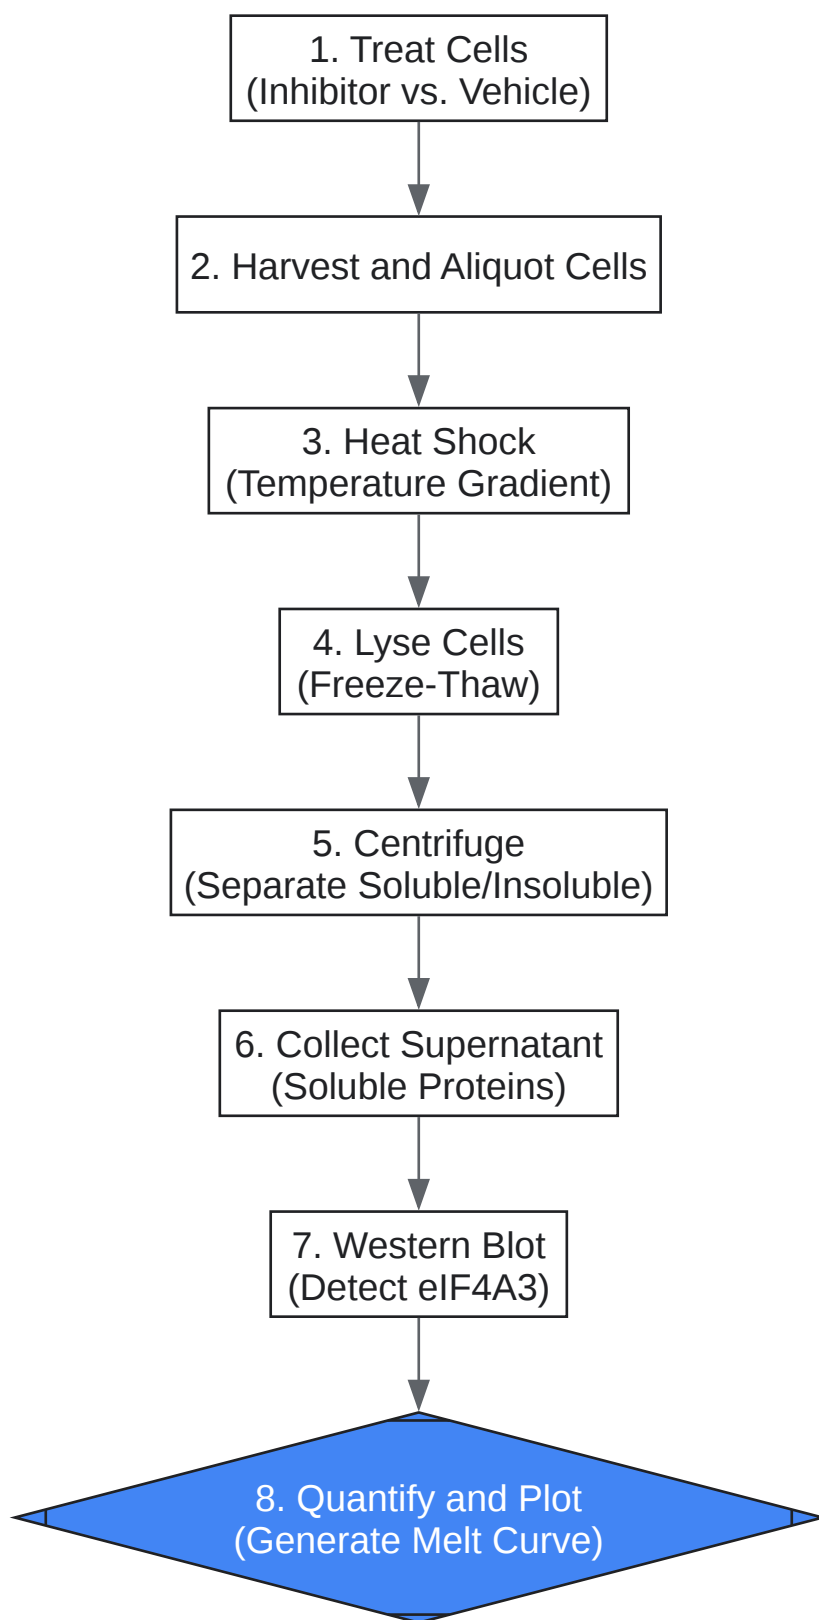 1. Treat Cells
(Inhibitor vs. Vehicle)
2. Harvest and Aliquot Cells
3. Heat Shock
(Temperature Gradient)
4. Lyse Cells
(Freeze-Thaw)
5. Centrifuge
(Separate Soluble/Insoluble)
6. Collect Supernatant
(Soluble Proteins)
7. Western Blot
(Detect eIF4A3)
8. Quantify and Plot
(Generate Melt Curve)